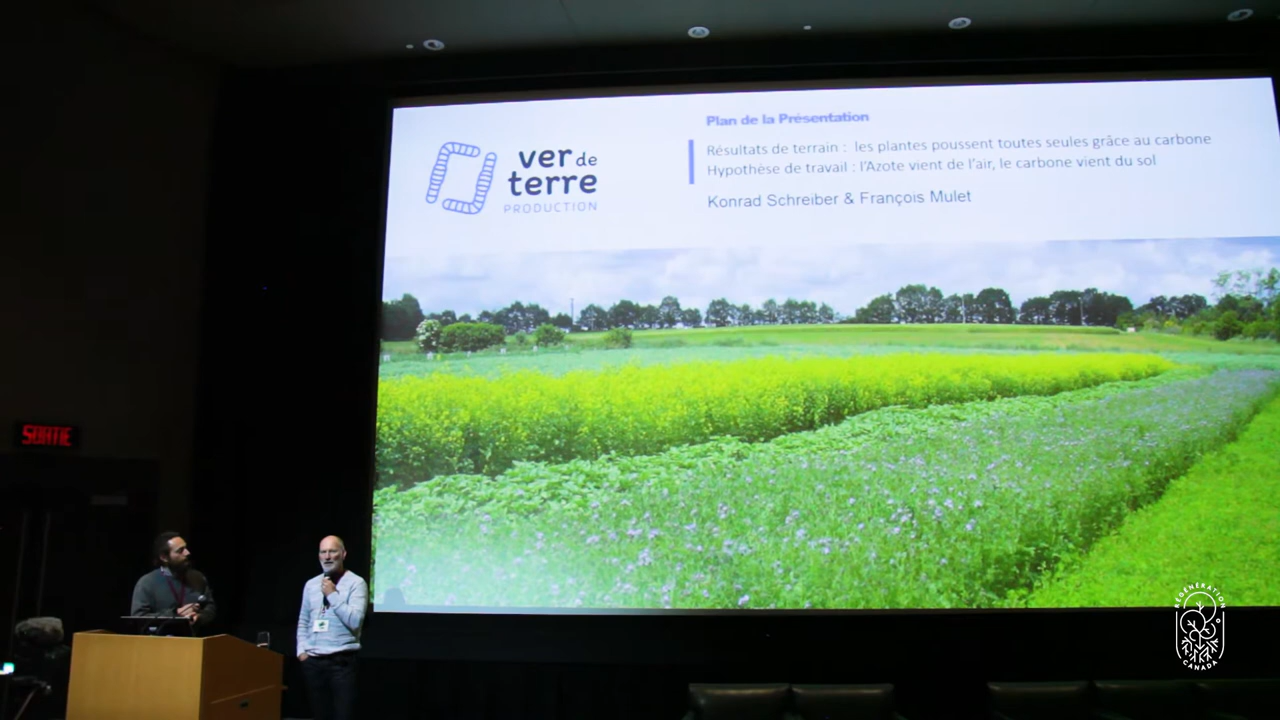 Plan de la Présentation
ver de
terre
PRODUCTION
Résultats de terrain : les plantes poussent toutes seules grâce au carbone
Hypothèse de travail : l'Azote vient de l'air, le carbone vient du sol
Konrad Schreiber & François Mulet
SORTIE
RÉGÉNÉRATION
CANADA